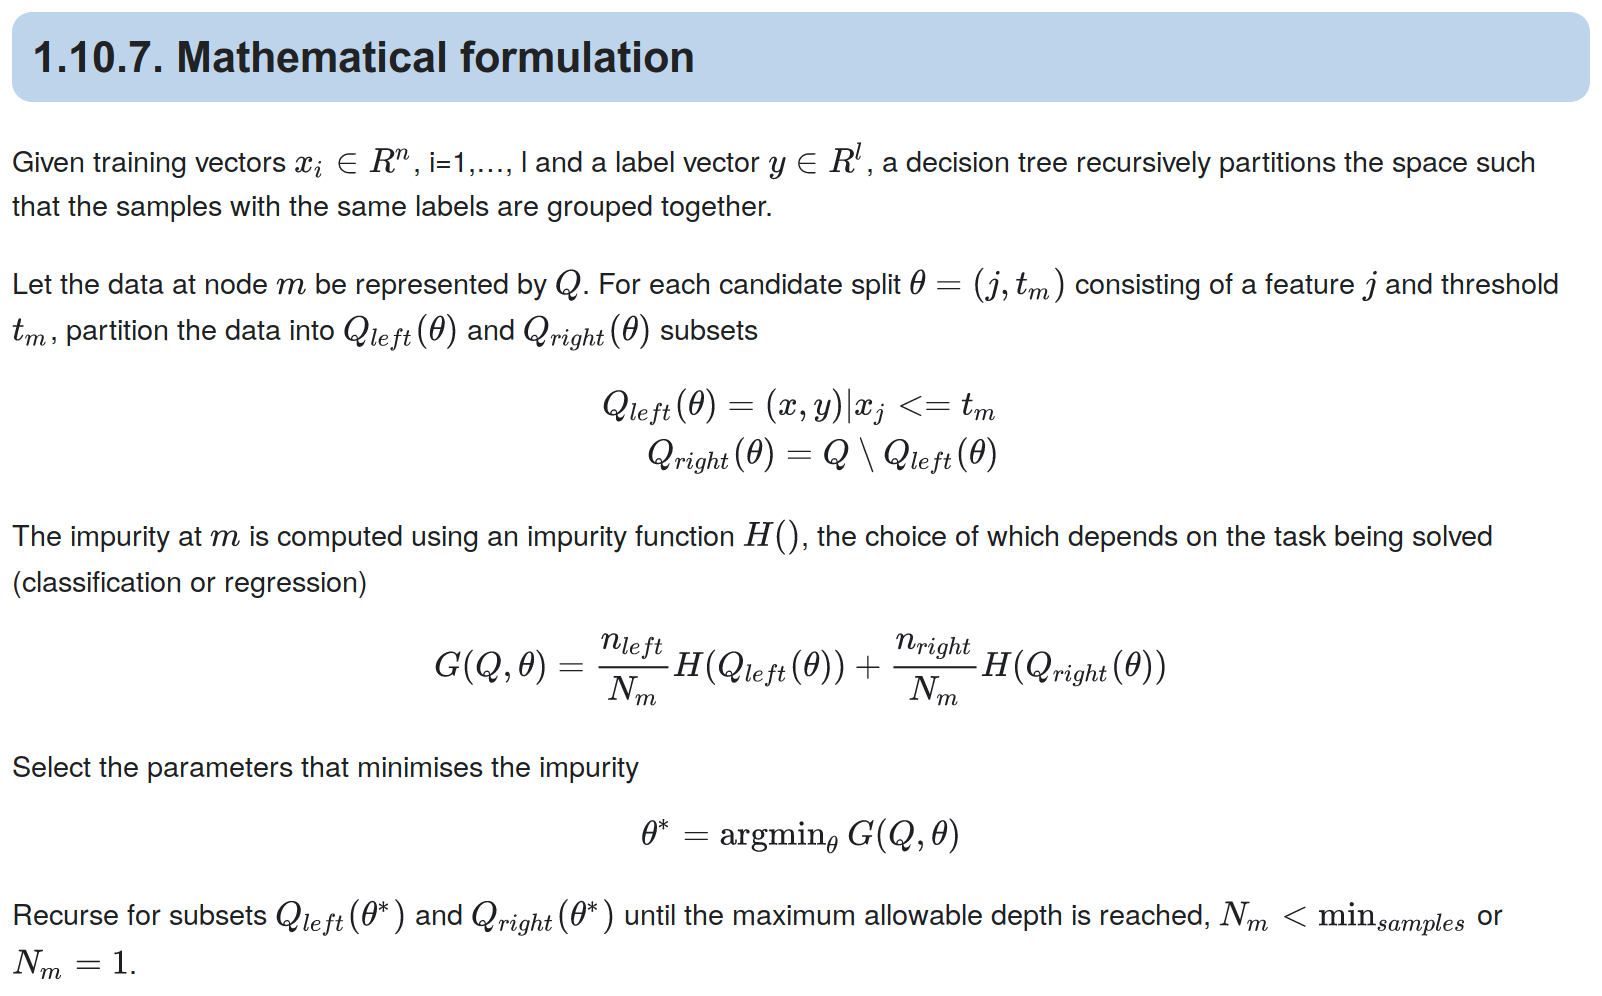 1.10.7. Mathematical formulation
Given training vectors $x_i \in R^n$, i=1,..., l and a label vector $y \in R^l$, a decision tree recursively partitions the space such
that the samples with the same labels are grouped together.
Let the data at node $m$ be represented by $Q$. For each candidate split $\theta = (j, t_m)$ consisting of a feature $j$ and threshold
$t_m$, partition the data into $Q_{left}(\theta)$ and $Q_{right}(\theta)$ subsets
$Q_{left}(\theta) = (x, y)|x_j <= t_m$
$Q_{right}(\theta) = Q \setminus Q_{left}(\theta)$
The impurity at $m$ is computed using an impurity function $H()$, the choice of which depends on the task being solved
(classification or regression)
$G(Q, \theta) = \frac{n_{left}}{N_m} H(Q_{left}(\theta)) + \frac{n_{right}}{N_m} H(Q_{right}(\theta))$
Select the parameters that minimises the impurity
$\theta^* = \operatorname{argmin}_\theta G(Q, \theta)$
Recurse for subsets $Q_{left}(\theta^*)$ and $Q_{right}(\theta^*)$ until the maximum allowable depth is reached, $N_m < \min_{samples}$ or
$N_m = 1$.